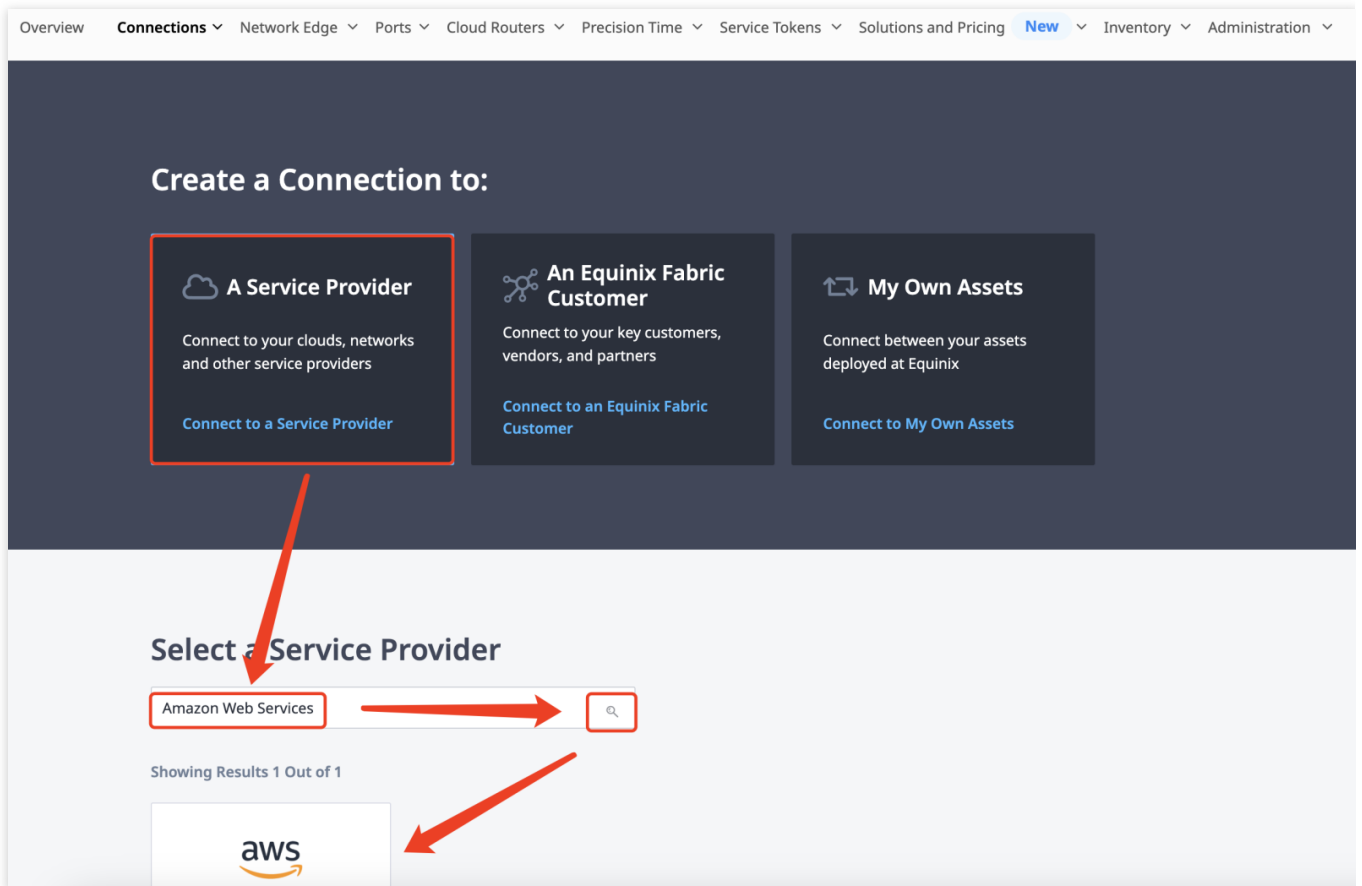 Overview Connections Network Edge Ports Cloud Routers Precision Time Service Tokens Solutions and Pricing New Inventory Administration
Create a Connection to:
A Service Provider
Connect to your clouds, networks
and other service providers
Connect to a Service Provider
An Equinix Fabric
Customer
Connect to your key customers,
vendors, and partners
Connect to an Equinix Fabric
Customer
My Own Assets
Connect between your assets
deployed at Equinix
Connect to My Own Assets
Select a Service Provider
Amazon Web Services
Showing Results 1 Out of 1
aws